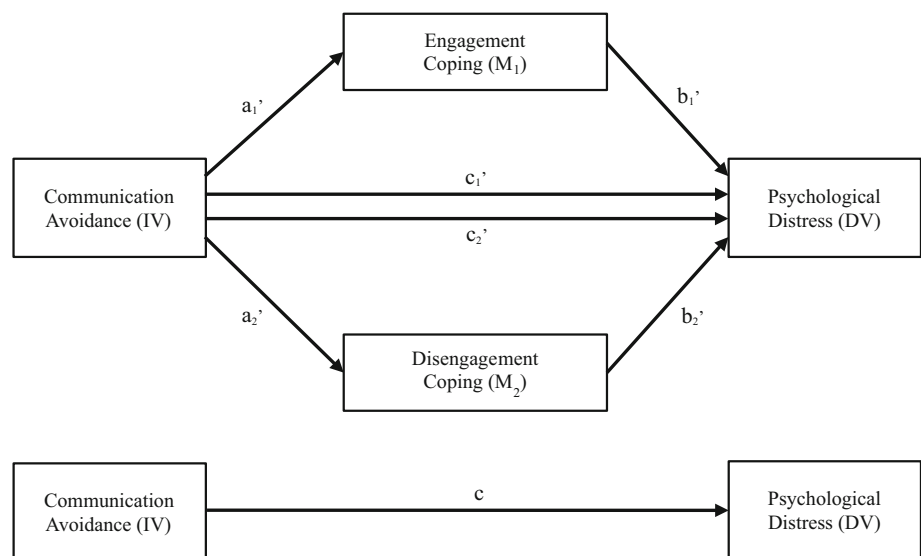 Engagement
Coping (M₁)
a₁’
b₁’
Communication
Avoidance (IV)
c₁’
c₂’
Psychological
Distress (DV)
a₂’
b₂’
Disengagement
Coping (M₂)
Communication
Avoidance (IV)
c
Psychological
Distress (DV)